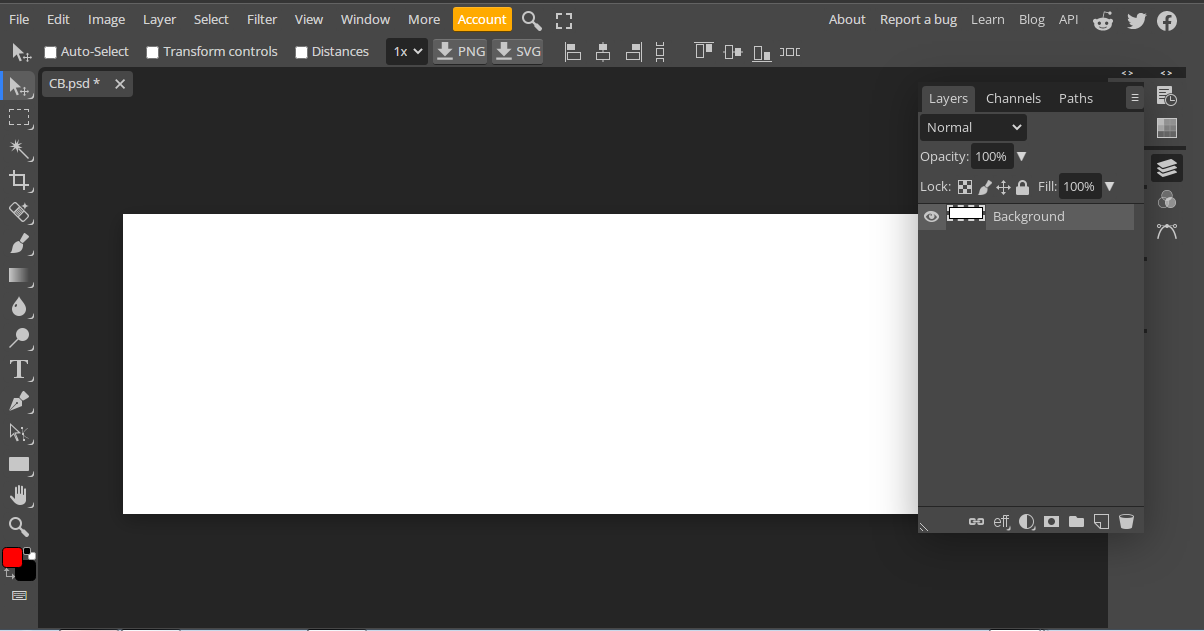 File Edit Image Layer Select Filter View Window More Account About Report a bug Learn Blog API
Auto-Select Transform controls Distances 1x PNG SVG
CB.psd *
< > < >
Layers Channels Paths
Normal
Opacity: 100%
Lock: Fill: 100%
Background
eff